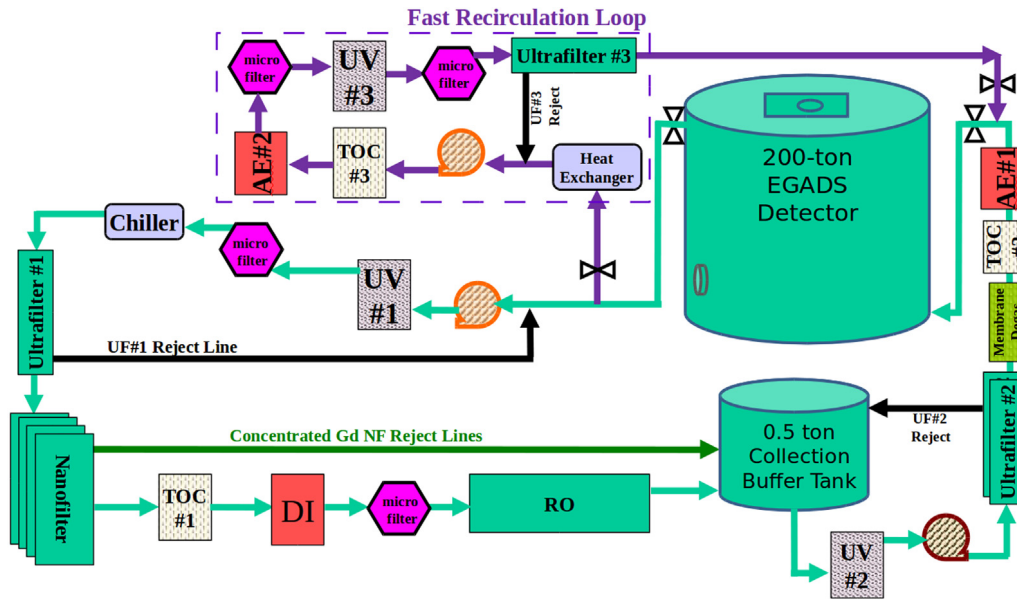 Fast Recirculation Loop
micro
filter
UV
#3
micro
filter
Ultrafilter #3
UF#3
Reject
AE#2
TOC
#3
Heat
Exchanger
200-ton
EGADS
Detector
AE#1
TOC
Membrane
Ultrafilter #2
Chiller
micro
filter
UV
#1
Ultrafilter #1
UF#1 Reject Line
Nanofilter
Concentrated Gd NF Reject Lines
TOC
#1
DI
micro
filter
RO
0.5 ton
Collection
Buffer Tank
UF#2
Reject
UV
#2